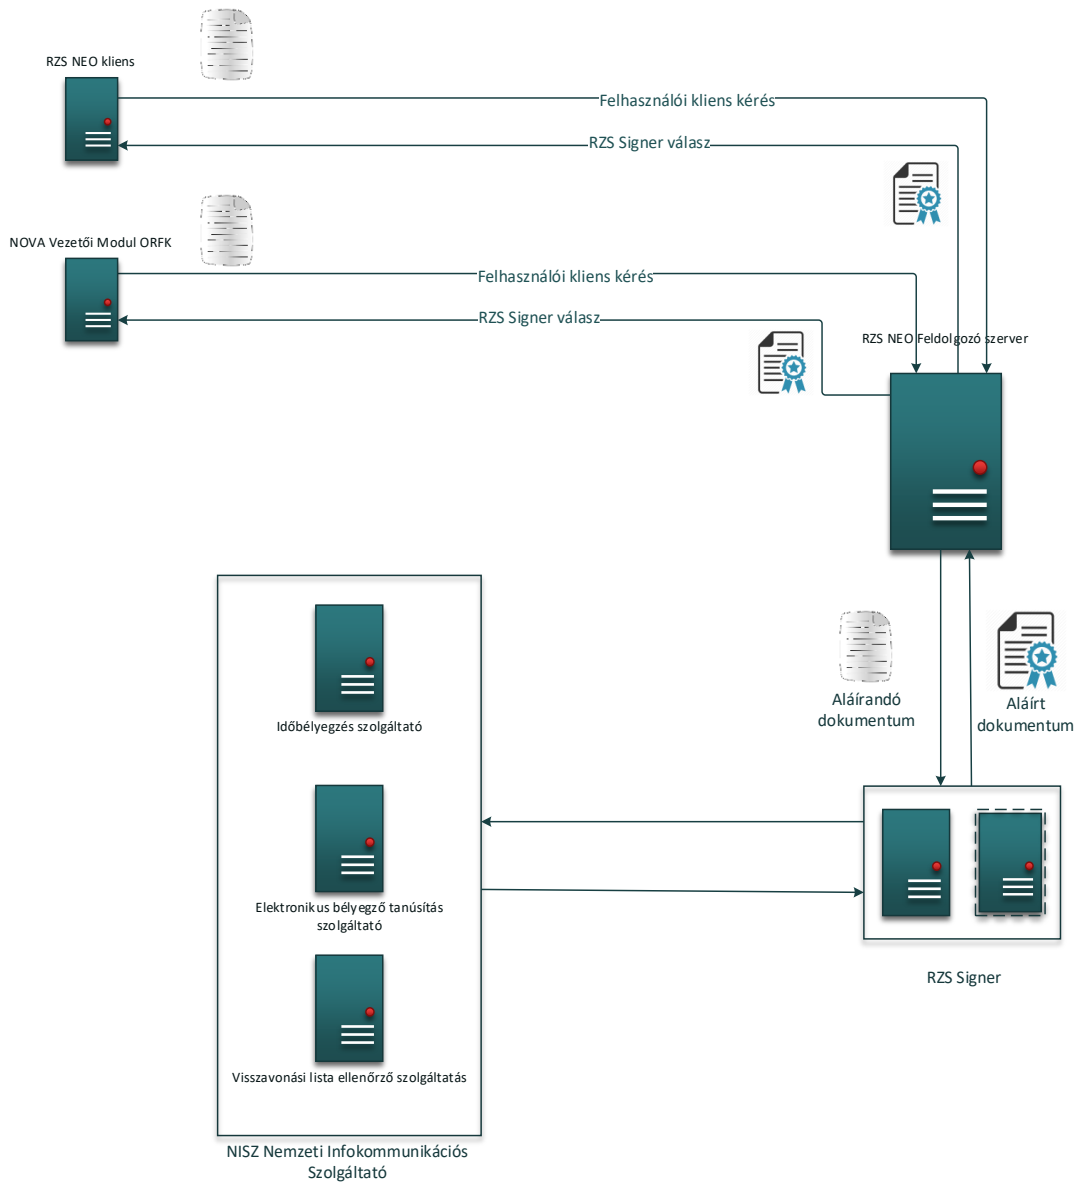 RZS NEO kliens
Felhasználói kliens kérés
RZS Signer válasz
NOVA Vezetői Modul ORFK
Felhasználói kliens kérés
RZS Signer válasz
RZS NEO Feldolgozó szerver
Aláírandó
dokumentum
Aláírt
dokumentum
Időbélyegzés szolgáltató
Elektronikus bélyegző tanúsítás
szolgáltató
RZS Signer
Visszavonási lista ellenőrző szolgáltatás
NISZ Nemzeti Infokommunikációs
Szolgáltató